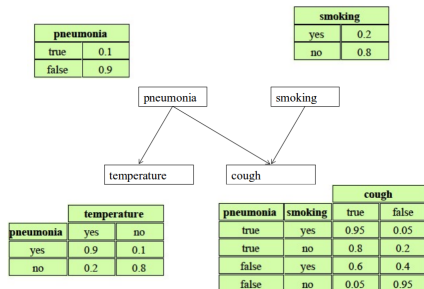 smoking
yes 0.2
no 0.8
pneumonia
true 0.1
false 0.9
pneumonia smoking
temperature cough
temperature
pneumonia yes no
yes 0.9 0.1
no 0.2 0.8
cough
pneumonia smoking true false
true yes 0.95 0.05
true no 0.8 0.2
false yes 0.6 0.4
false no 0.05 0.95